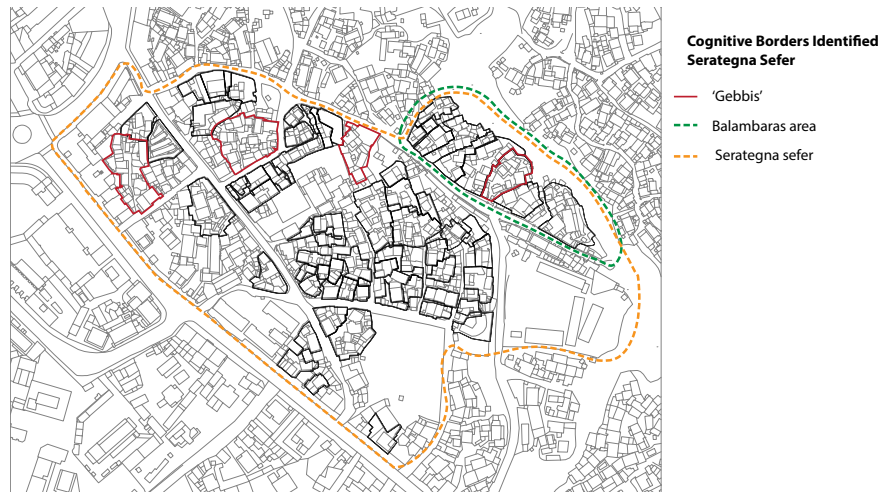 Cognitive Borders Identified
Serategna Sefer
‘Gebbis’
Balambaras area
Serategna sefer